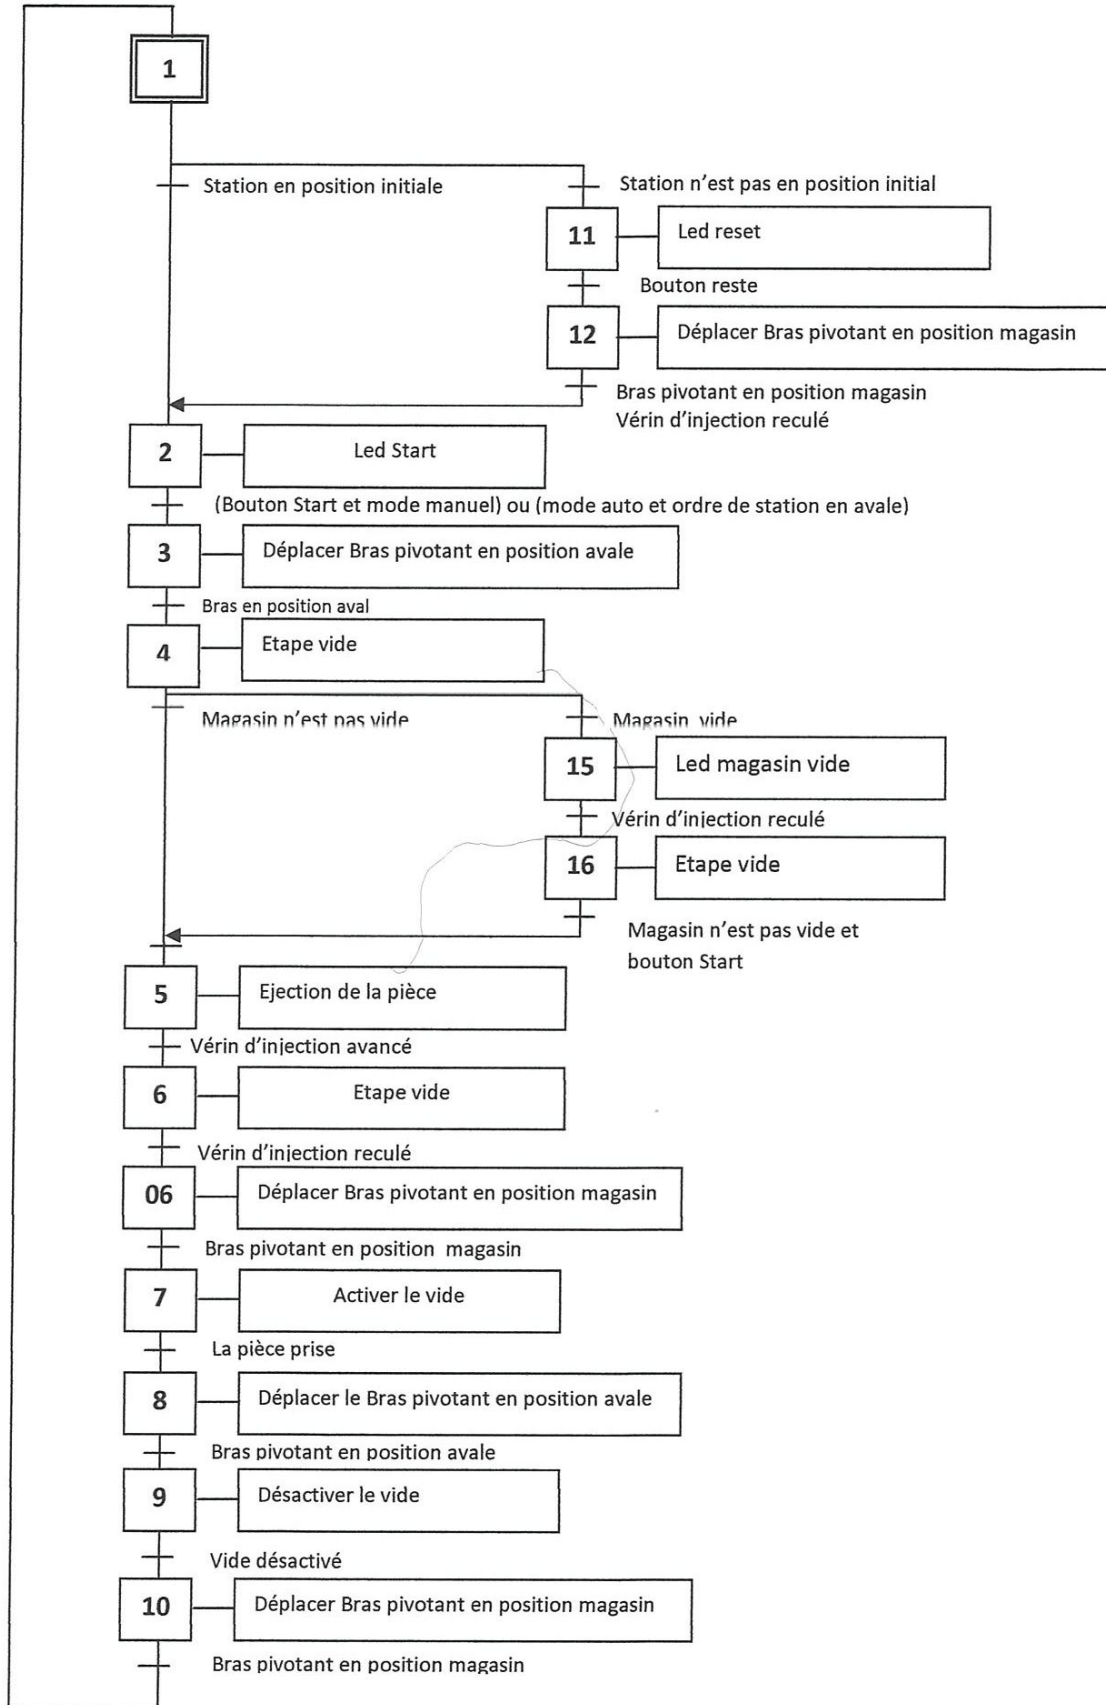 1
Station en position initiale
Station n'est pas en position initial
11
Led reset
Bouton reste
12
Déplacer Bras pivotant en position magasin
Bras pivotant en position magasin
Vérin d'injection reculé
2
Led Start
(Bouton Start et mode manuel) ou (mode auto et ordre de station en avale)
3
Déplacer Bras pivotant en position avale
Bras en position aval
4
Etape vide
Magasin n'est pas vide
Magasin vide
15
Led magasin vide
Vérin d'injection reculé
16
Etape vide
Magasin n'est pas vide et
bouton Start
5
Ejection de la pièce
Vérin d'injection avancé
6
Etape vide
Vérin d'injection reculé
06
Déplacer Bras pivotant en position magasin
Bras pivotant en position magasin
7
Activer le vide
La pièce prise
8
Déplacer le Bras pivotant en position avale
Bras pivotant en position avale
9
Désactiver le vide
Vide désactivé
10
Déplacer Bras pivotant en position magasin
Bras pivotant en position magasin